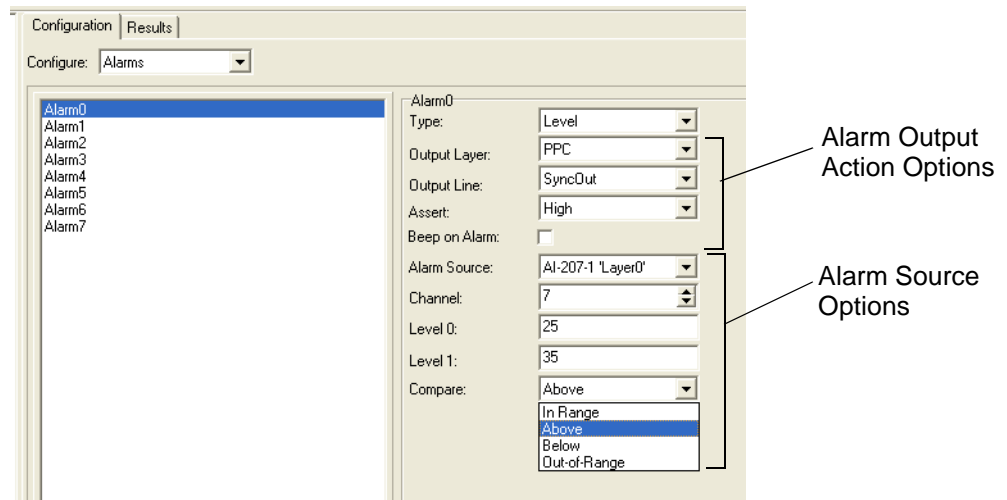 Configuration Results
Configure: Alarms
Alarm0
Alarm1
Alarm2
Alarm3
Alarm4
Alarm5
Alarm6
Alarm7
Alarm0
Type: Level
Output Layer: PPC
Output Line: SyncOut
Assert: High
Beep on Alarm:
Alarm Source: AI-207-1 'Layer0'
Channel: 7
Level 0: 25
Level 1: 35
Compare: Above
In Range
Above
Below
Out-of-Range
Alarm Output
Action Options
Alarm Source
Options